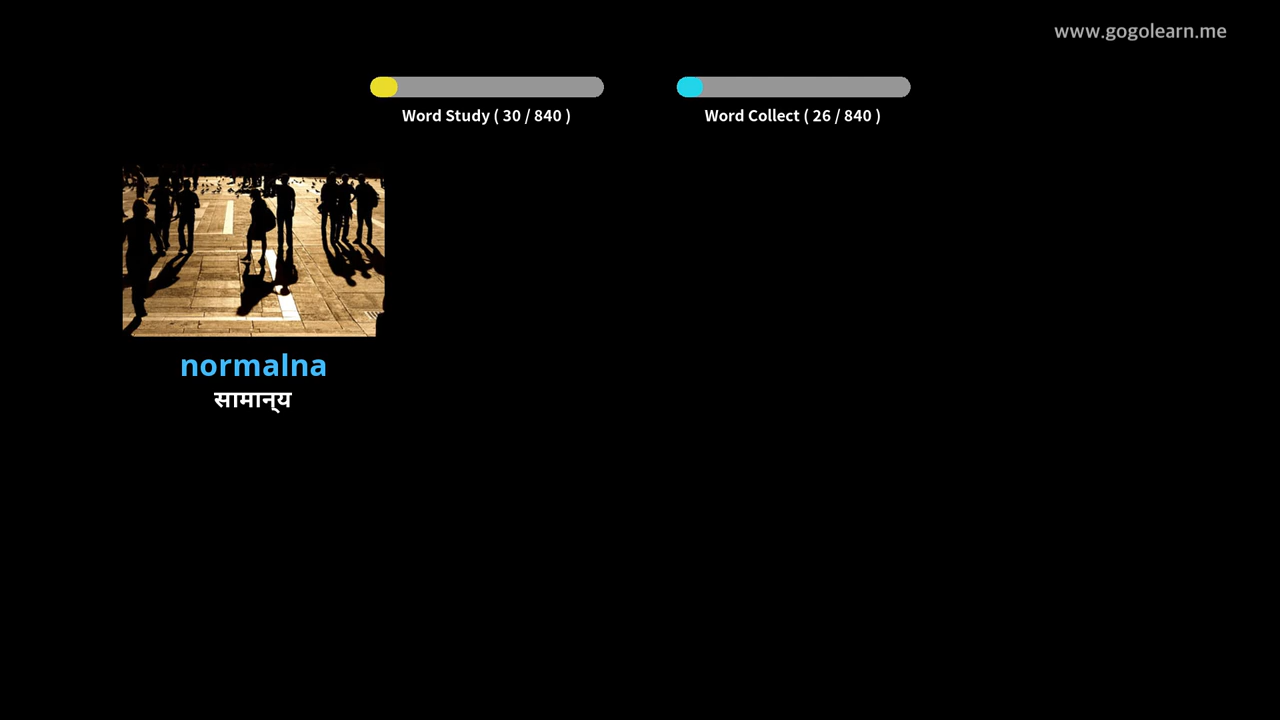 www.gogolearn.me
Word Study ( 30 / 840 )
Word Collect ( 26 / 840 )
normalna
सामान्य